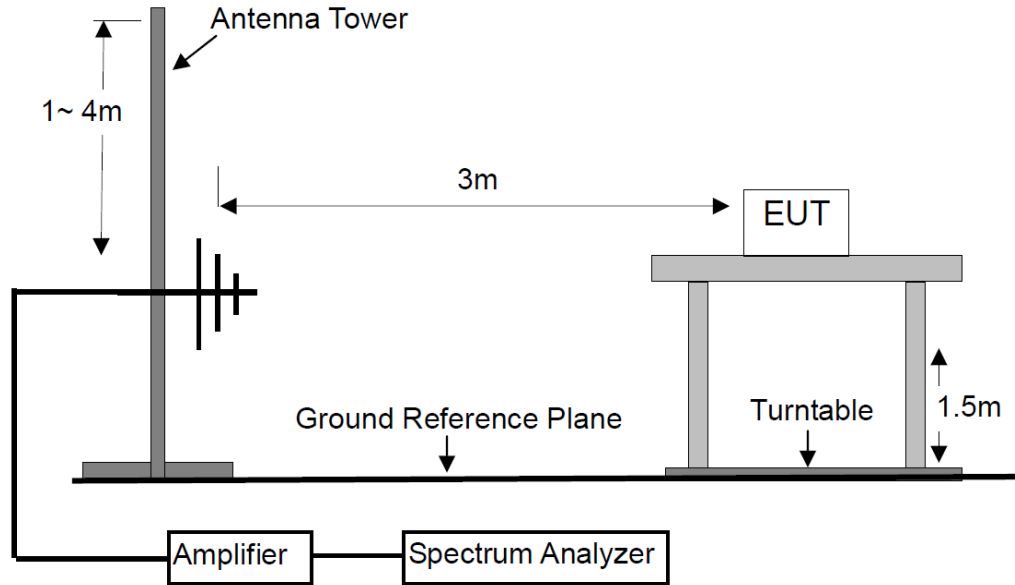 Antenna Tower
1~ 4m
3m
EUT
Ground Reference Plane
Turntable
1.5m
Amplifier
Spectrum Analyzer